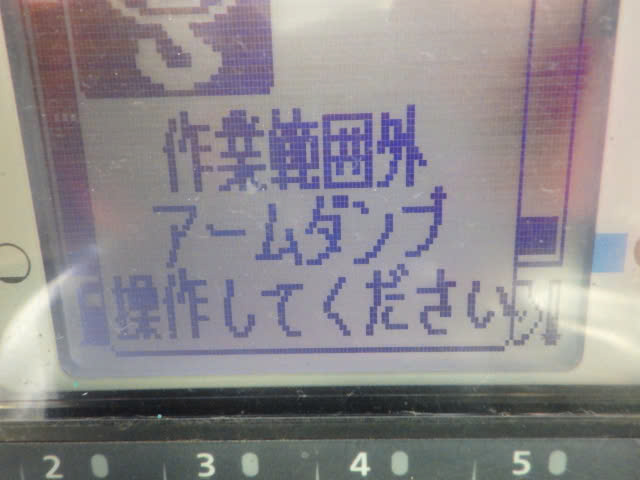 作業範囲外
アームダンプ
操作してください
2 3 4 5